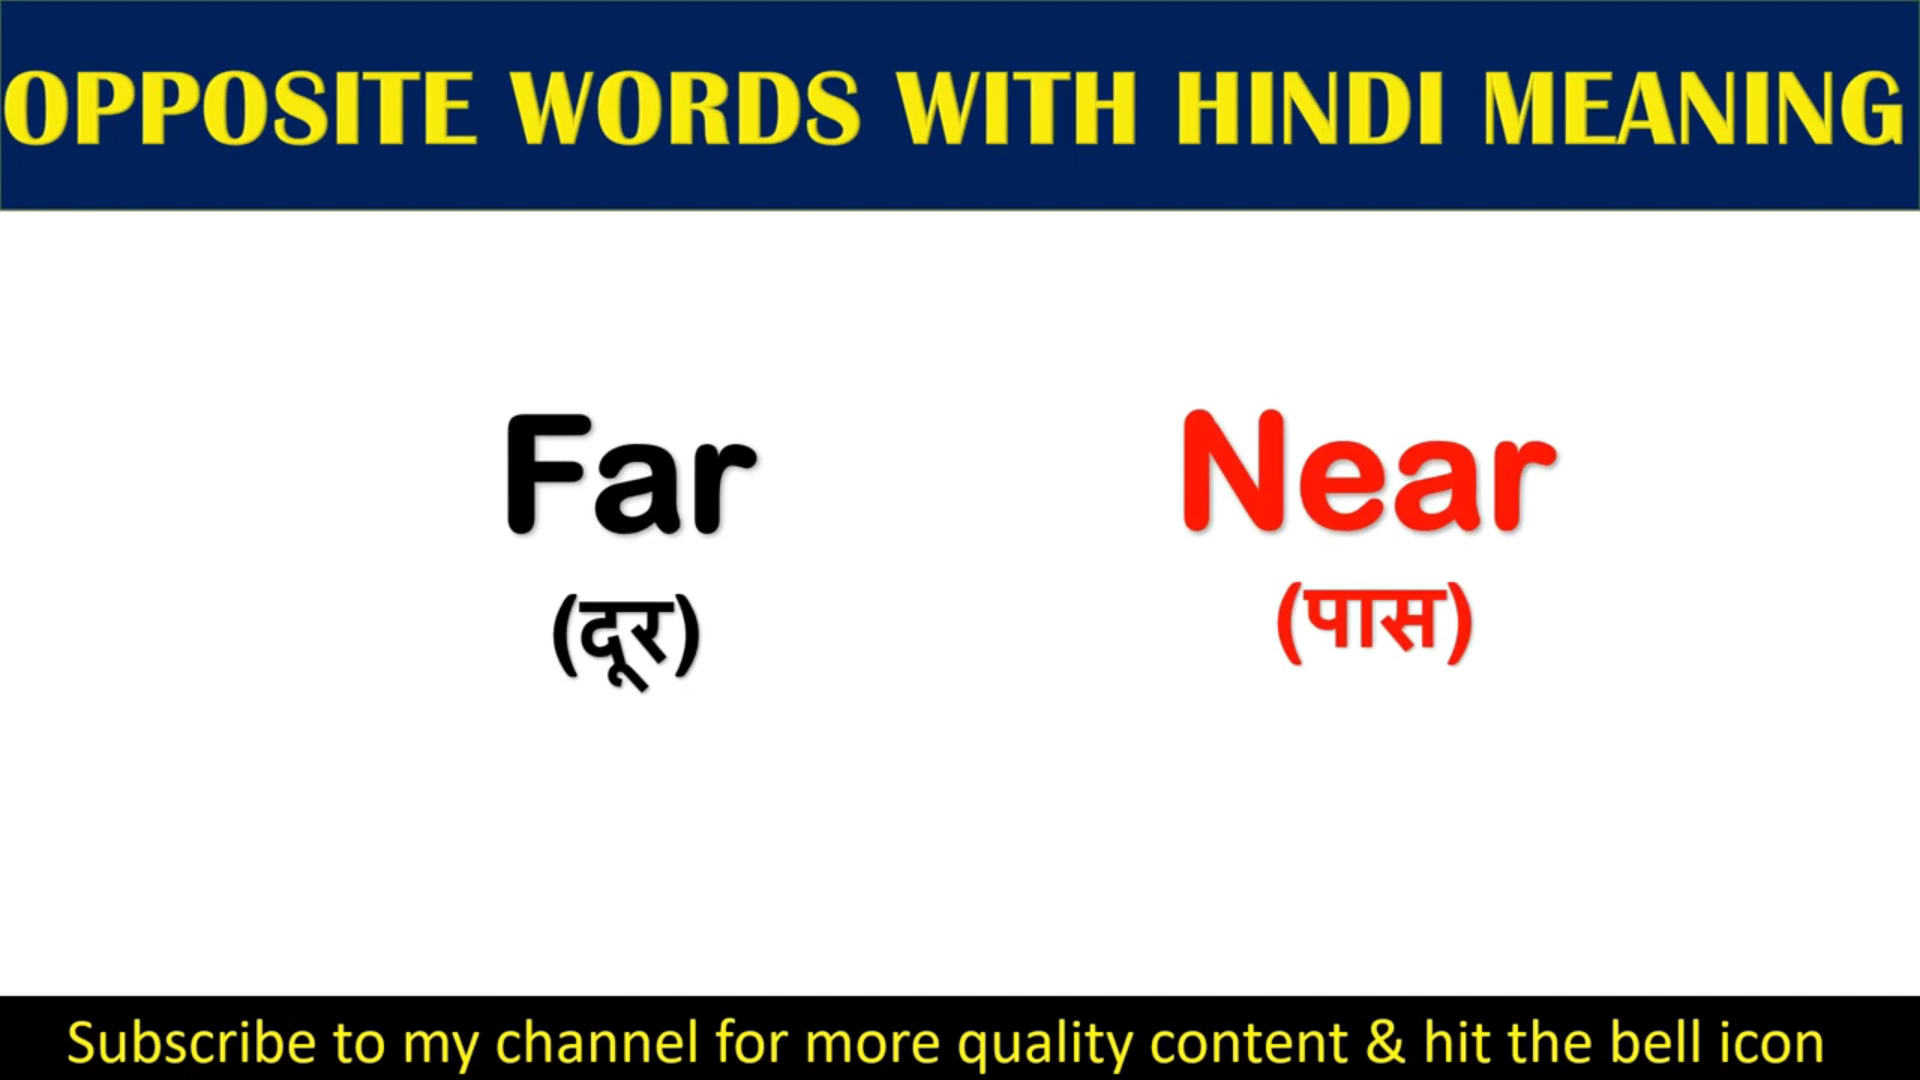 OPPOSITE WORDS WITH HINDI MEANING
Far Near
(दूर) (पास)
Subscribe to my channel for more quality content & hit the bell icon